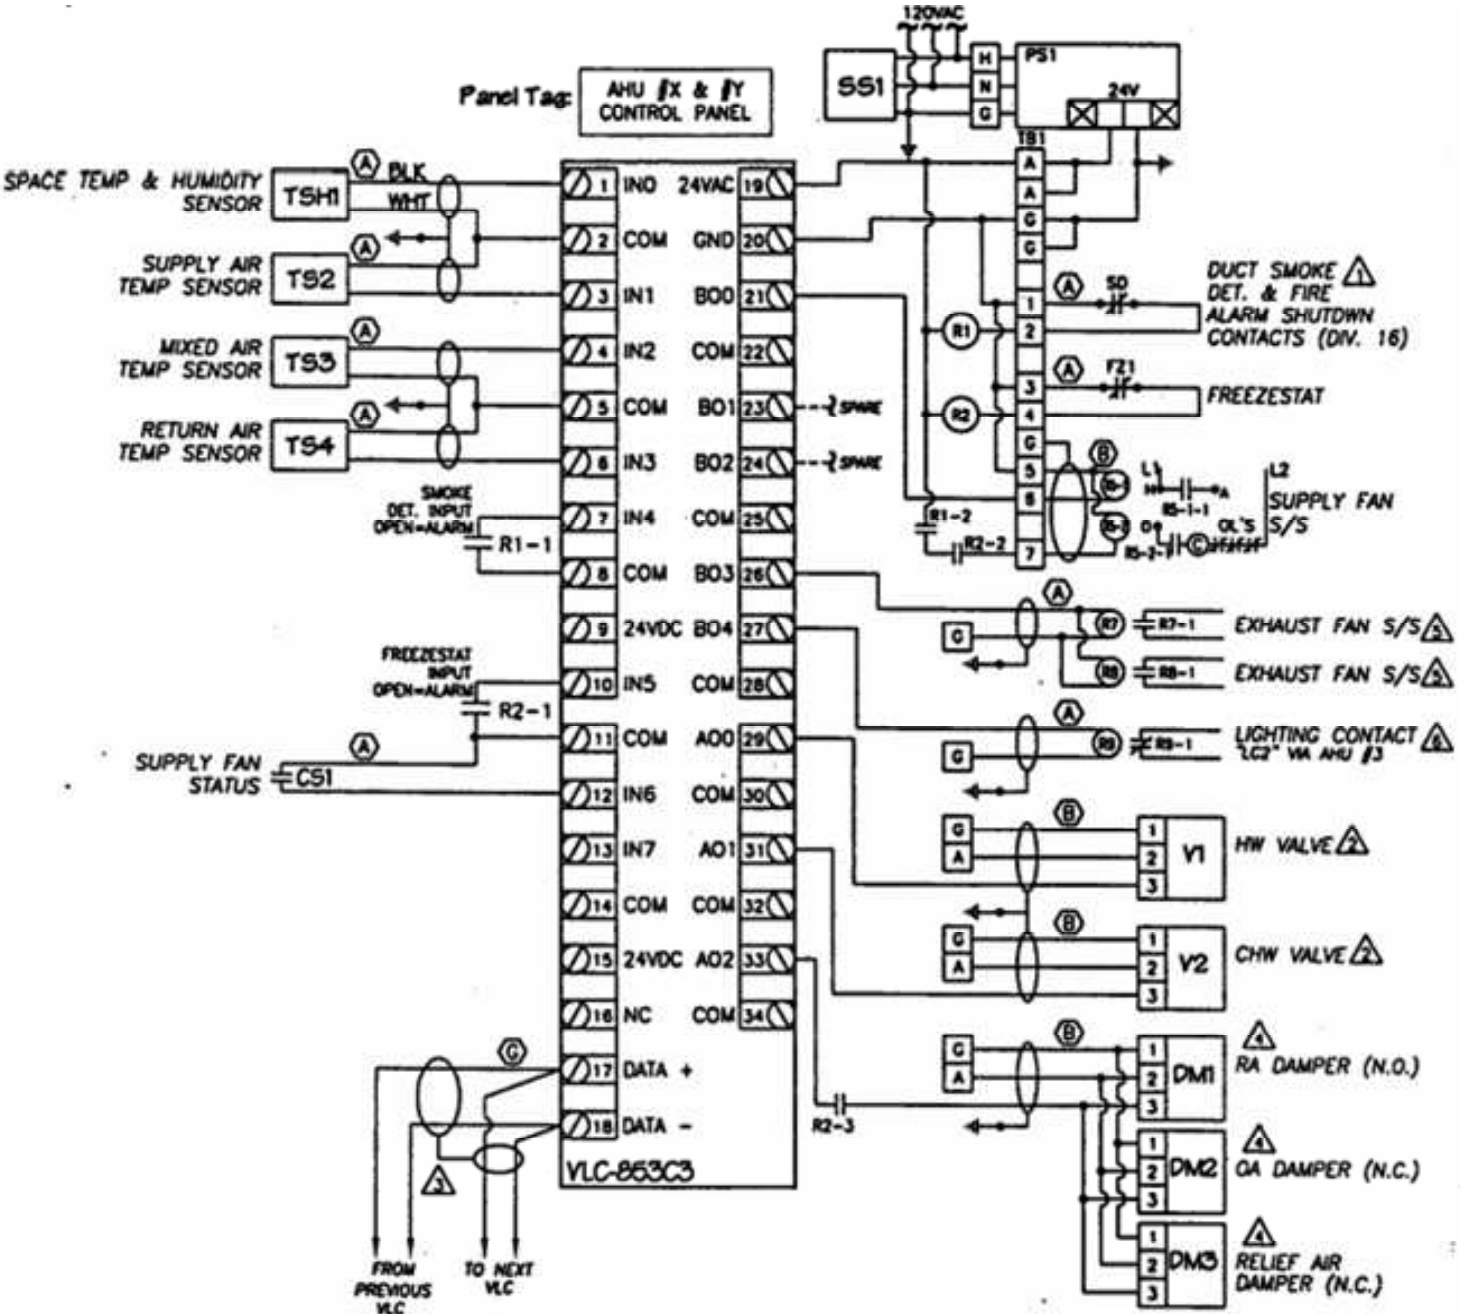 120VAC
SS1
H
N
G
PS1
24V
Panel Tag:
AHU #X & #Y
CONTROL PANEL
TB1
A
A
G
G
SPACE TEMP & HUMIDITY
SENSOR
TSH1
A
BLK
WHT
SUPPLY AIR
TEMP SENSOR
TS2
A
MIXED AIR
TEMP SENSOR
TS3
A
RETURN AIR
TEMP SENSOR
TS4
A
SMOKE
DET. INPUT
OPEN=ALARM
R1-1
FREEZESTAT
INPUT
OPEN=ALARM
R2-1
SUPPLY FAN
STATUS
CS1
A
1 IN0 24VAC 19
2 COM GND 20
3 IN1 BO0 21
4 IN2 COM 22
5 COM BO1 23 SPARE
6 IN3 BO2 24 SPARE
7 IN4 COM 25
8 COM BO3 26
9 24VDC BO4 27
10 IN5 COM 28
11 COM AO0 29
12 IN6 COM 30
13 IN7 AO1 31
14 COM COM 32
15 24VDC AO2 33
16 NC COM 34
17 DATA +
18 DATA -
VLC-853C3
G
3
FROM
PREVIOUS
VLC
TO NEXT
VLC
1
2
3
4
G
5
6
7
R1
R2
R1-2
R2-2
A
SD
DUCT SMOKE 1
DET. & FIRE
ALARM SHUTDWN
CONTACTS (DIV. 16)
A
FZ1
FREEZESTAT
B
L1
L2
A
R5-1-1
OL'S
C
SUPPLY FAN
S/S
A
G
R7
R7-1
EXHAUST FAN S/S 5
R8
R8-1
EXHAUST FAN S/S 5
A
G
R9
R9-1
LIGHTING CONTACT 6
"LC2" VIA AHU #3
B
G
A
1
2
3
V1
HW VALVE 2
B
G
A
1
2
3
V2
CHW VALVE 2
B
G
A
R2-3
1
2
3
DM1
4
RA DAMPER (N.O.)
1
2
3
DM2
4
OA DAMPER (N.C.)
1
2
3
DM3
4
RELIEF AIR
DAMPER (N.C.)